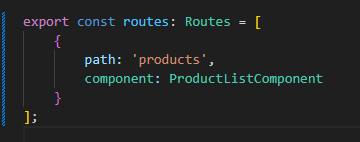 export const routes: Routes = [
    {
        path: 'products',
        component: ProductListComponent
    }
];